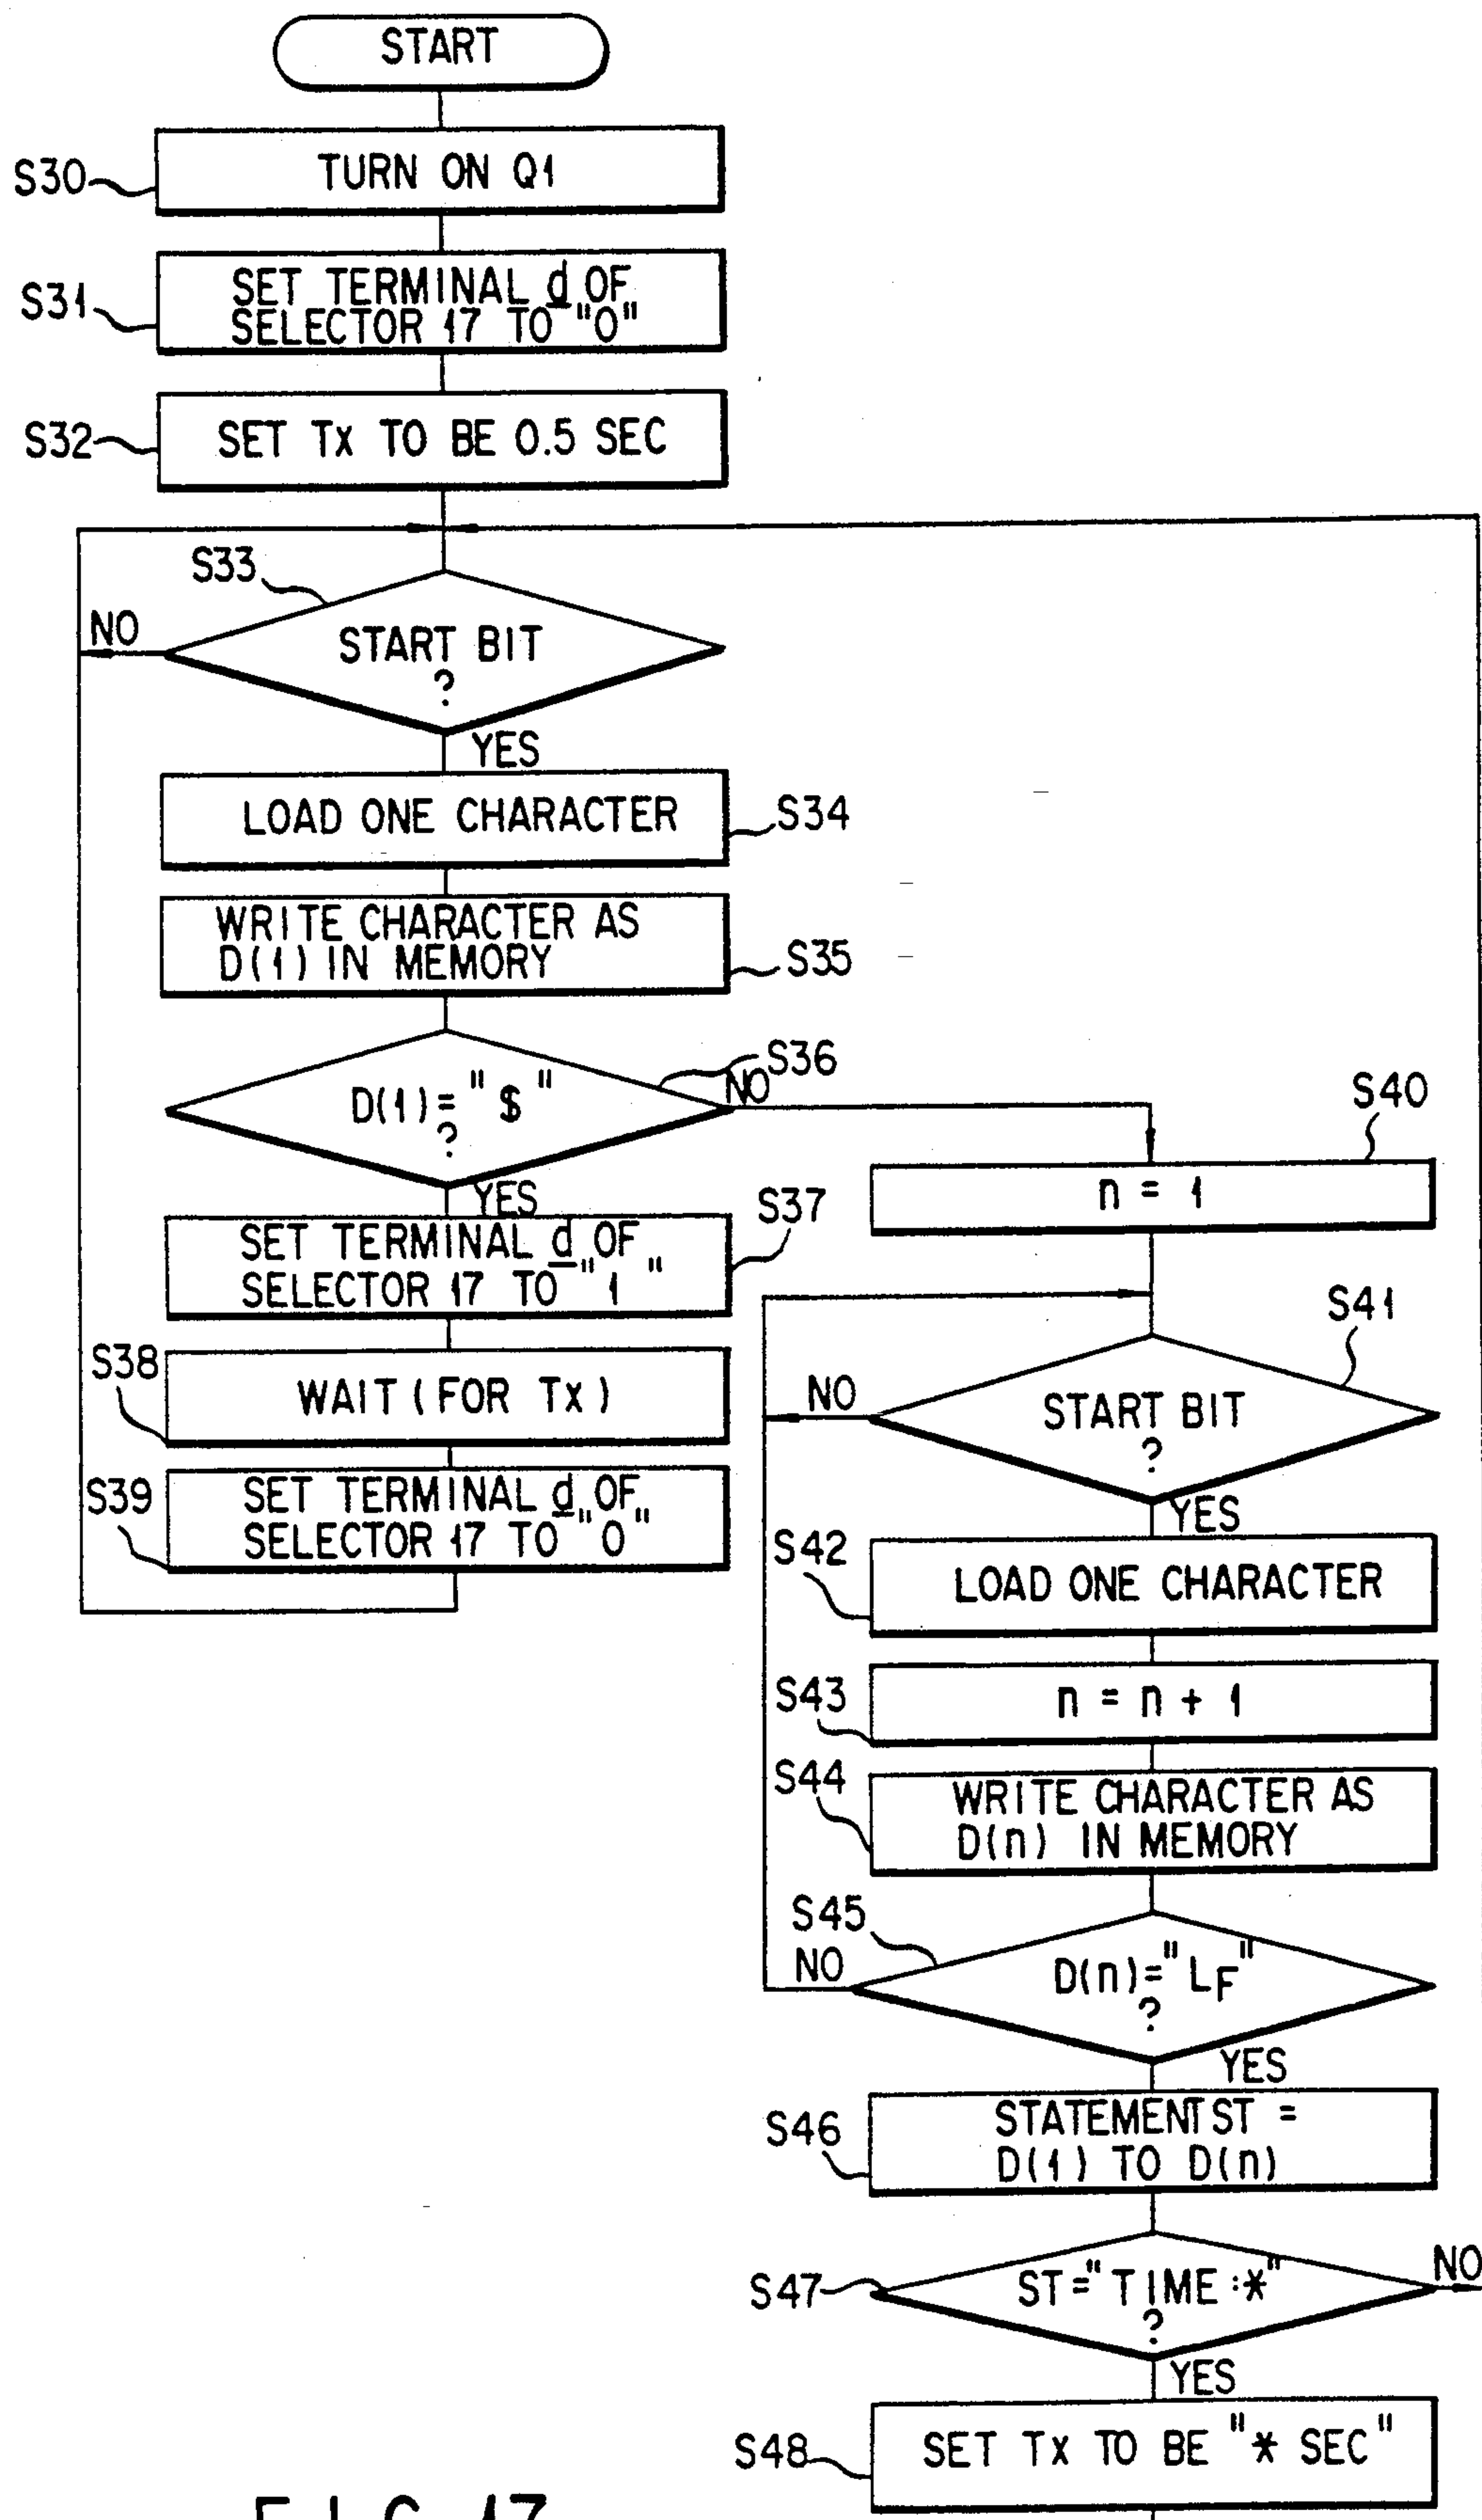 START
S30
TURN ON Q1
S31
SET TERMINAL d OF
SELECTOR 17 TO "0"
S32
SET Tx TO BE 0.5 SEC
S33
NO
START BIT
?
YES
LOAD ONE CHARACTER
S34
WRITE CHARACTER AS
D(1) IN MEMORY
S35
S36
D(1)="$"
?
NO
YES
SET TERMINAL d OF
SELECTOR 17 TO "1"
S37
S38
WAIT (FOR Tx)
S39
SET TERMINAL d OF
SELECTOR 17 TO "0"
S40
n = 1
S41
NO
START BIT
?
YES
S42
LOAD ONE CHARACTER
S43
n = n + 1
S44
WRITE CHARACTER AS
D(n) IN MEMORY
S45
NO
D(n)="LF"
?
YES
S46
STATEMENT ST =
D(1) TO D(n)
S47
ST="TIME:*"
?
NO
YES
S48
SET Tx TO BE "* SEC"
FIG. 17